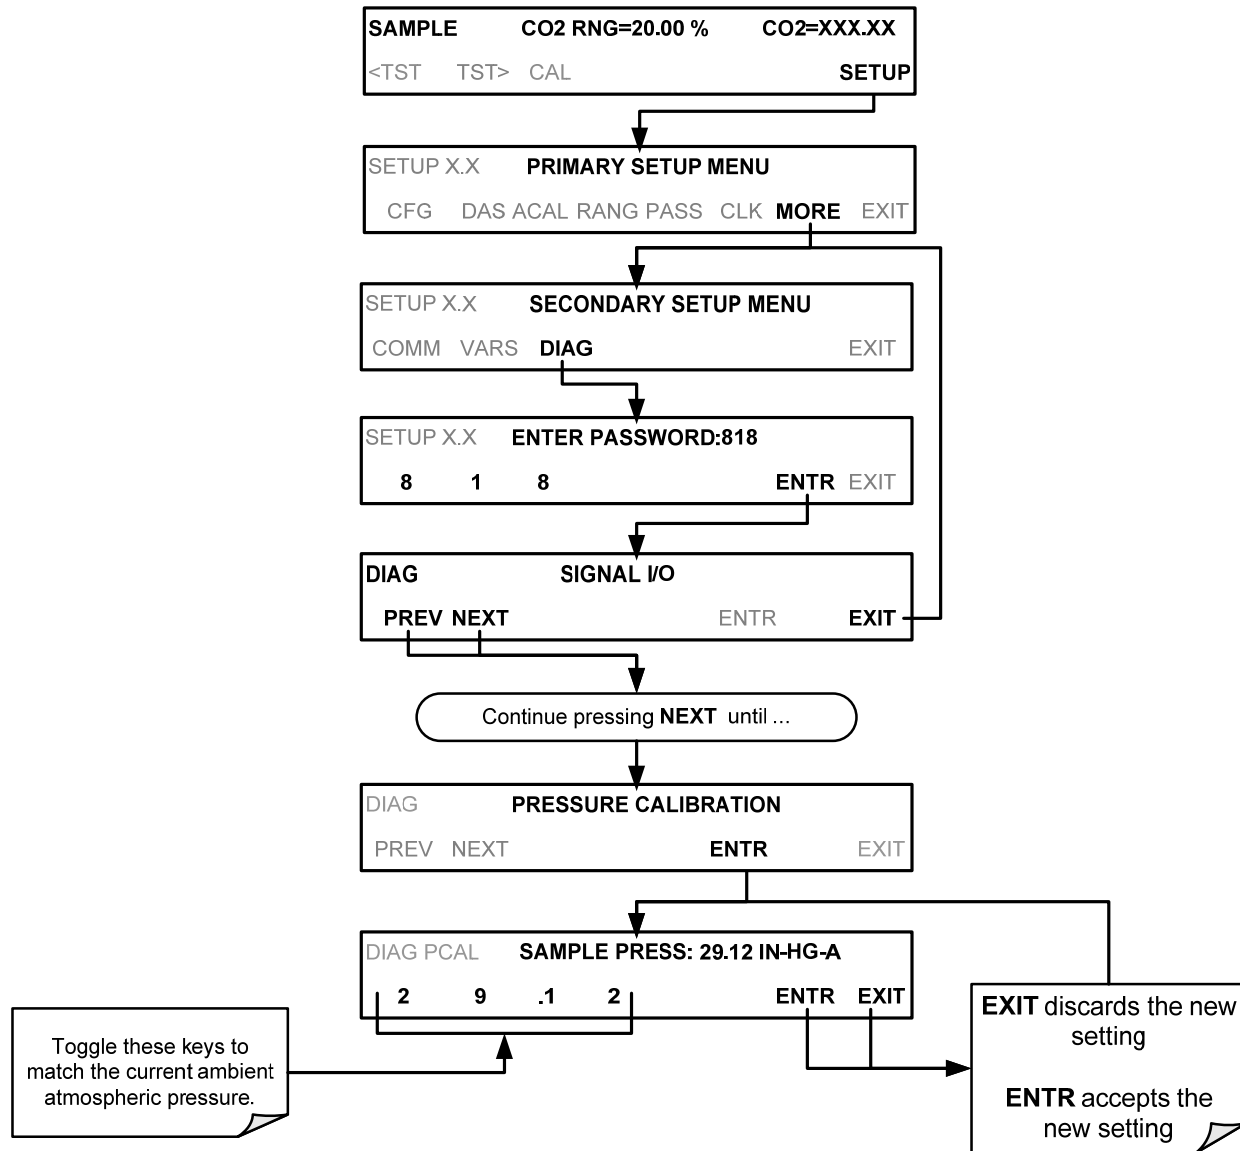 SAMPLE CO2 RNG=20.00 % CO2=XXX.XX
<TST TST> CAL SETUP
SETUP X.X PRIMARY SETUP MENU
CFG DAS ACAL RANG PASS CLK MORE EXIT
SETUP X.X SECONDARY SETUP MENU
COMM VARS DIAG EXIT
SETUP X.X ENTER PASSWORD:818
8 1 8 ENTR EXIT
DIAG SIGNAL I/O
PREV NEXT ENTR EXIT
Continue pressing NEXT until ...
DIAG PRESSURE CALIBRATION
PREV NEXT ENTR EXIT
DIAG PCAL SAMPLE PRESS: 29.12 IN-HG-A
2 9 .1 2 ENTR EXIT
Toggle these keys to
match the current ambient
atmospheric pressure.
EXIT discards the new
setting
ENTR accepts the
new setting